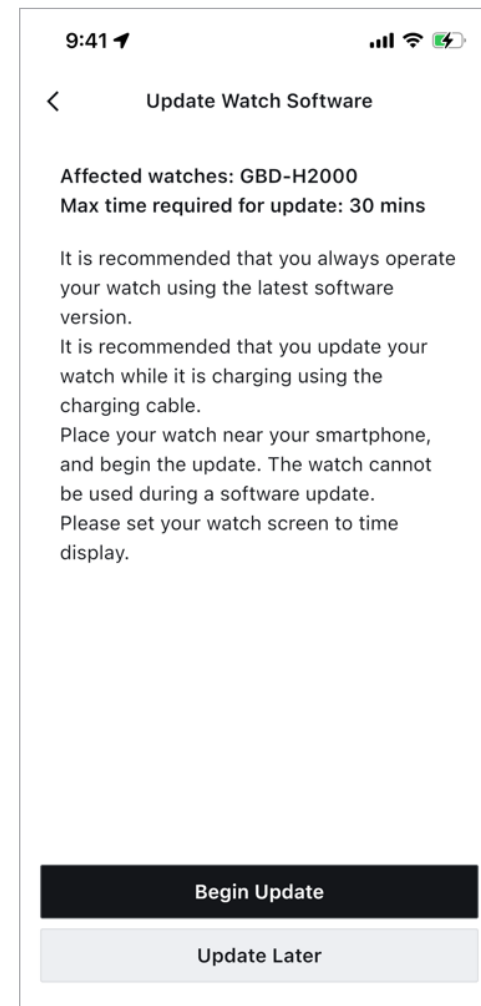 9:41
Update Watch Software
Affected watches: GBD-H2000
Max time required for update: 30 mins
It is recommended that you always operate
your watch using the latest software
version.
It is recommended that you update your
watch while it is charging using the
charging cable.
Place your watch near your smartphone,
and begin the update. The watch cannot
be used during a software update.
Please set your watch screen to time
display.
Begin Update
Update Later